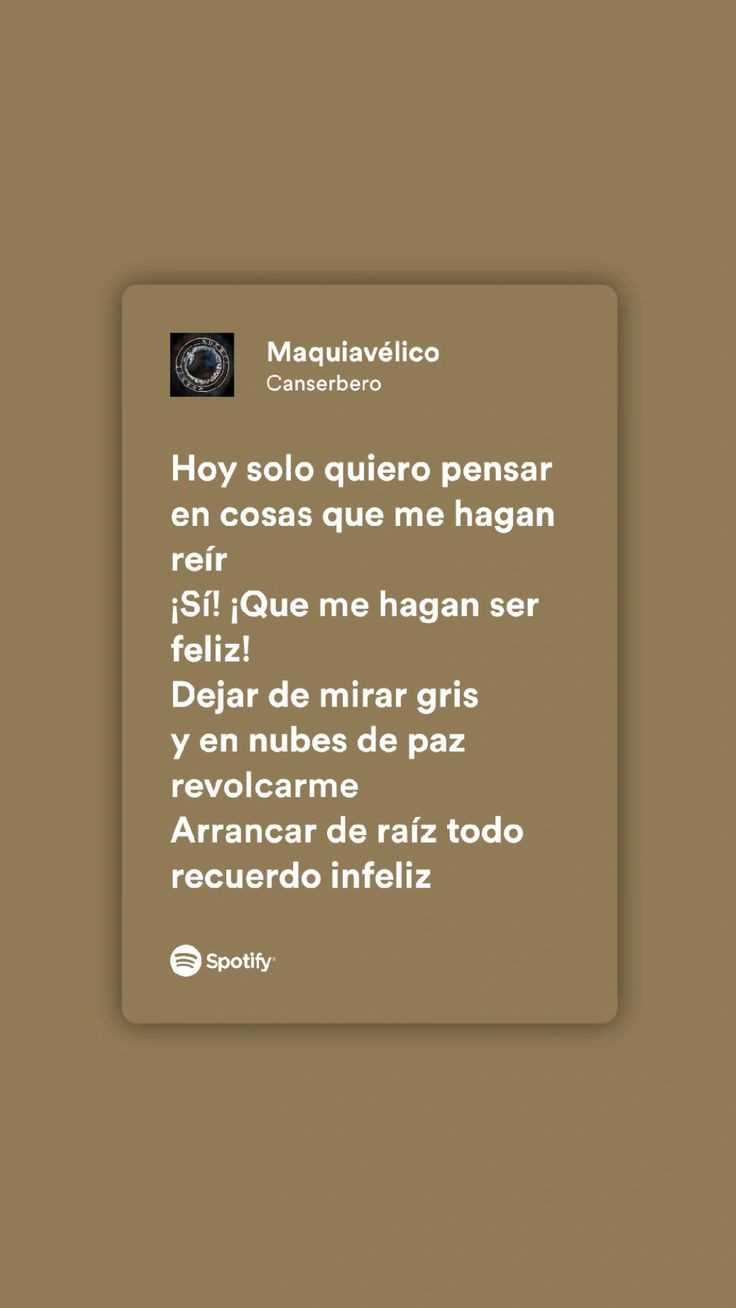 Maquiavélico
Canserbero
Hoy solo quiero pensar
en cosas que me hagan
reír
¡Sí! ¡Que me hagan ser
feliz!
Dejar de mirar gris
y en nubes de paz
revolcarme
Arrancar de raíz todo
recuerdo infeliz
Spotify